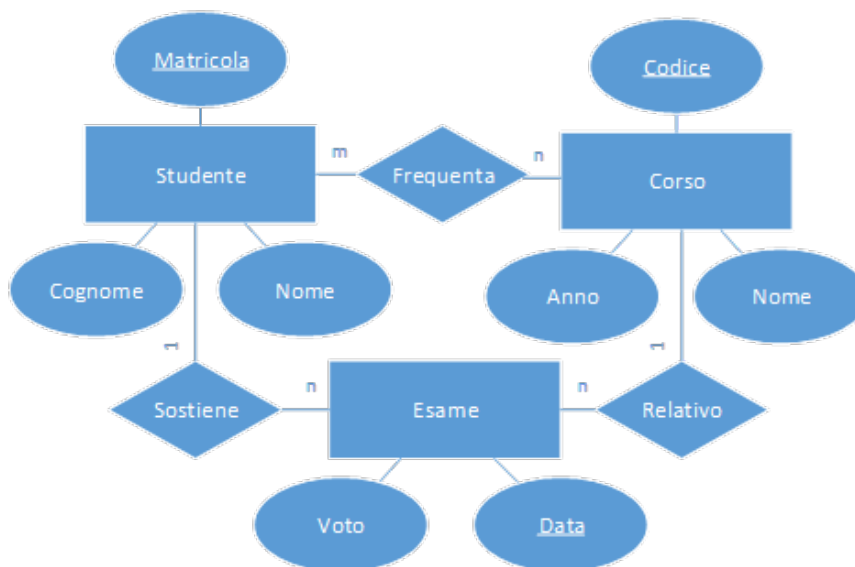 Matricola
Codice
Studente
m
Frequenta
n
Corso
Cognome
Nome
Anno
Nome
1
1
Sostiene
n
Esame
n
Relativo
Voto
Data